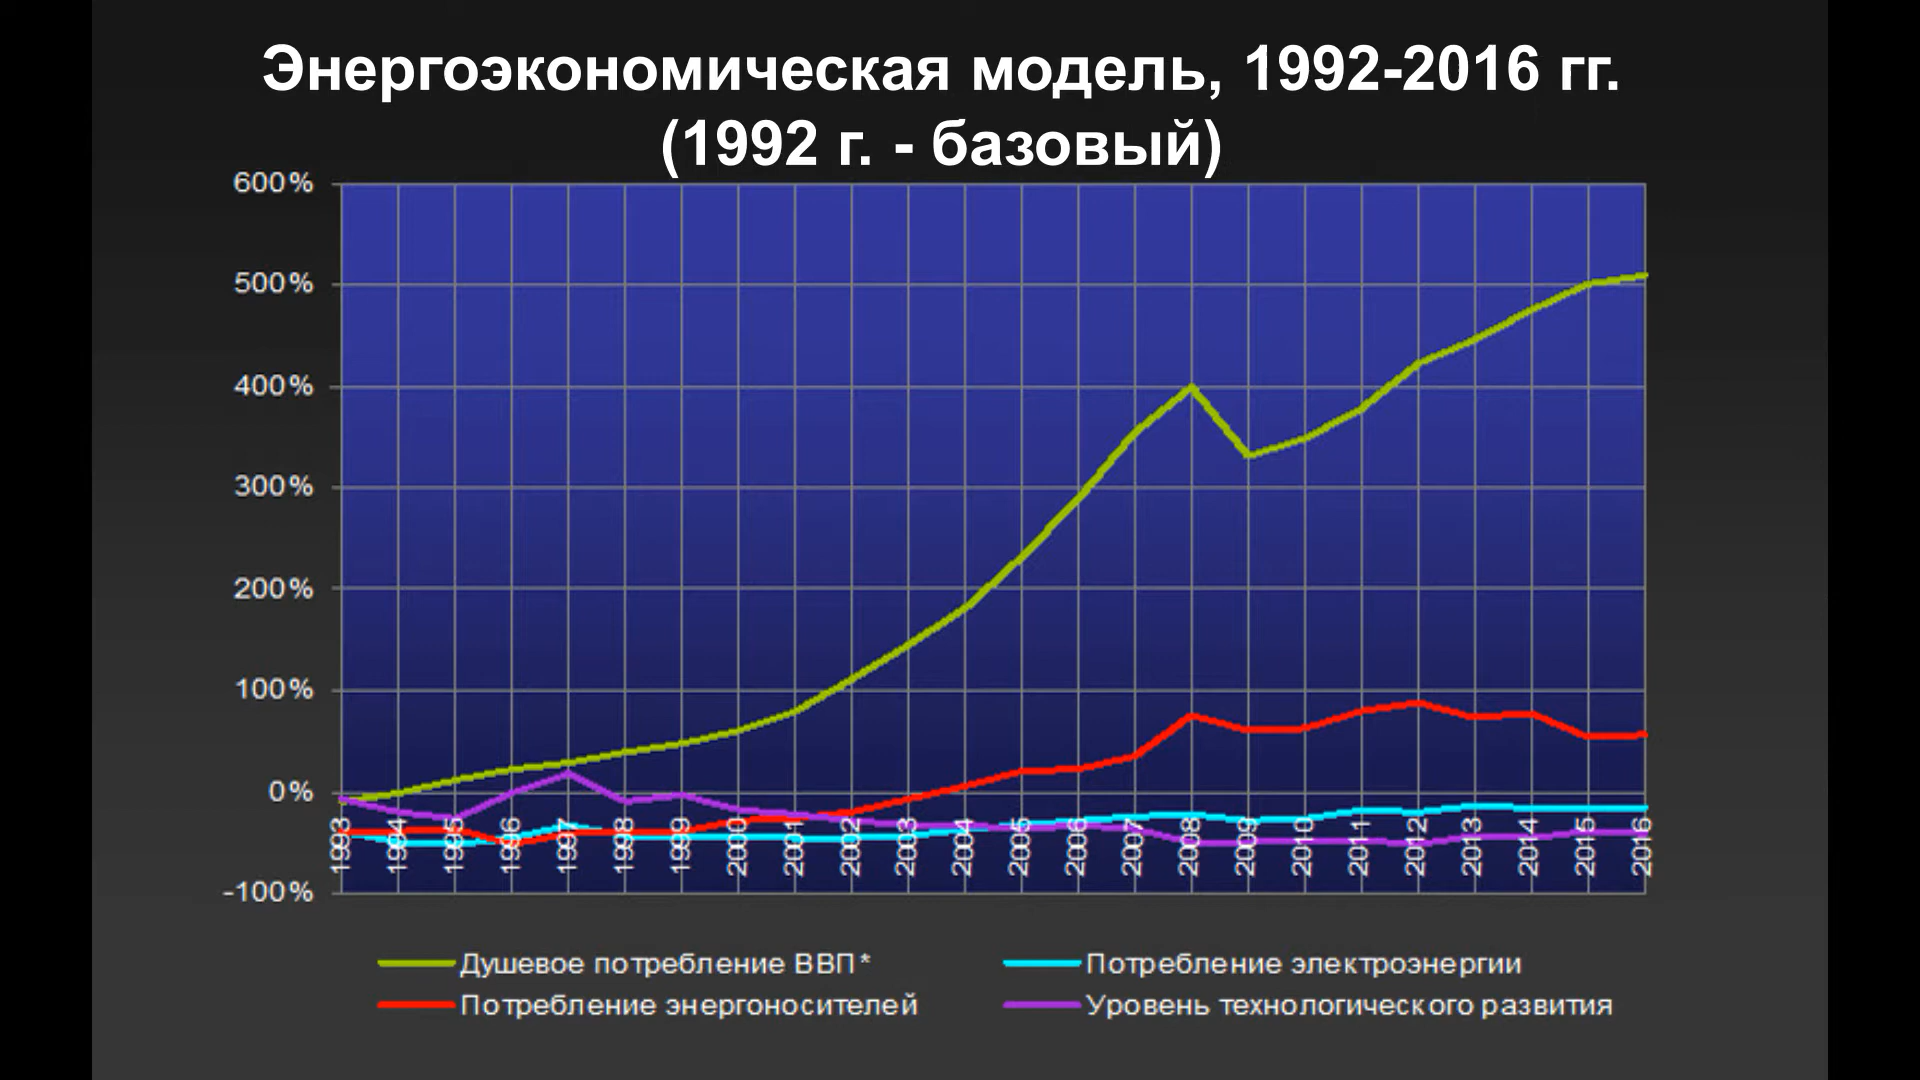 Энергоэкономическая модель, 1992-2016 гг.
(1992 г. - базовый)
600%
500%
400%
300%
200%
100%
0%
-100%
1993 1994 1995 1996 1997 1998 1999 2000 2001 2002 2003 2004 2005 2006 2007 2008 2009 2010 2011 2012 2013 2014 2015 2016
Душевое потребление ВВП* Потребление электроэнергии
Потребление энергоносителей Уровень технологического развития